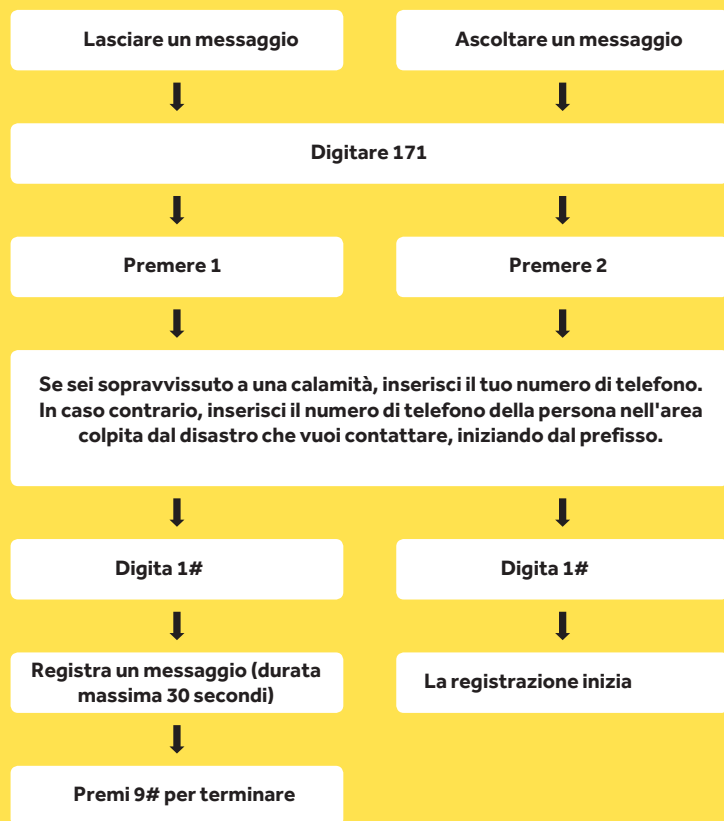 Lasciare un messaggio
Ascoltare un messaggio
Digitare 171
Premere 1
Premere 2
Se sei sopravvissuto a una calamità, inserisci il tuo numero di telefono.
In caso contrario, inserisci il numero di telefono della persona nell'area
colpita dal disastro che vuoi contattare, iniziando dal prefisso.
Digita 1#
Digita 1#
Registra un messaggio (durata
massima 30 secondi)
La registrazione inizia
Premi 9# per terminare